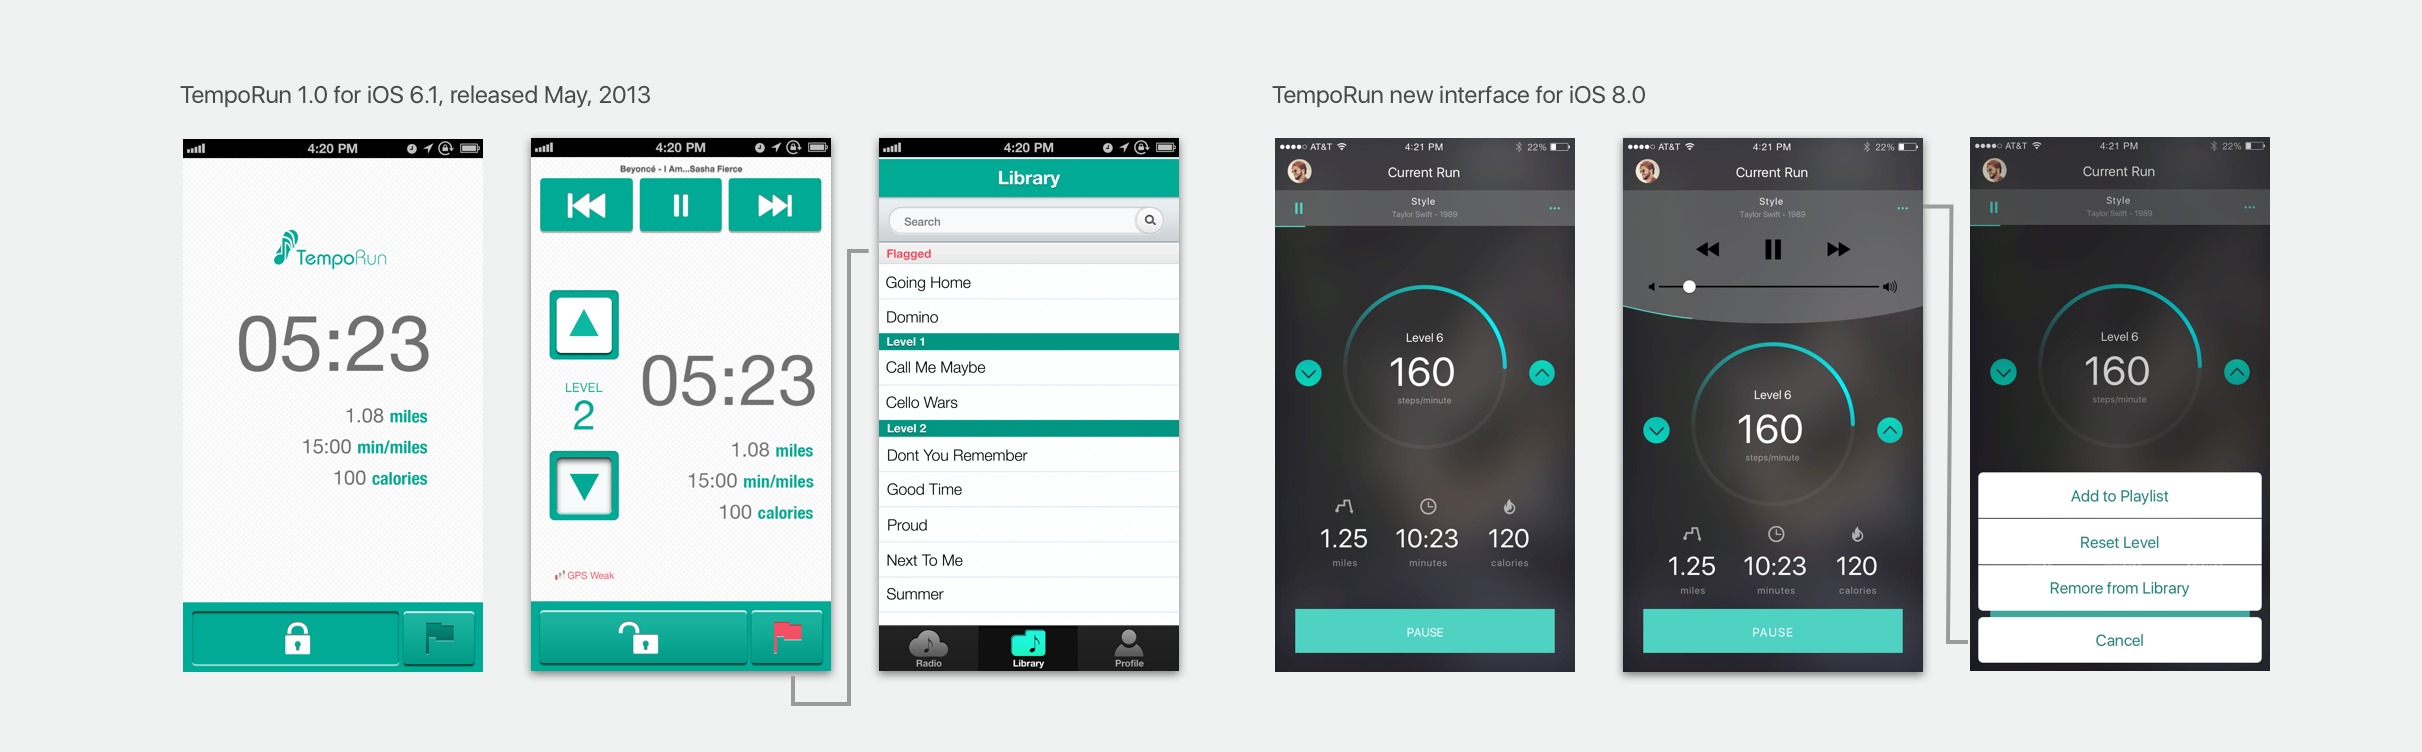 TempoRun 1.0 for iOS 6.1, released May, 2013
4:20 PM
TempoRun
05:23
1.08 miles
15:00 min/miles
100 calories
4:20 PM
Beyoncé - I Am...Sasha Fierce
LEVEL
2
05:23
1.08 miles
15:00 min/miles
100 calories
GPS Weak
4:20 PM
Library
Search
Flagged
Going Home
Domino
Level 1
Call Me Maybe
Cello Wars
Level 2
Dont You Remember
Good Time
Proud
Next To Me
Summer
Radio Library Profile
TempoRun new interface for iOS 8.0
AT&T 4:21 PM 22%
Current Run
Style
Taylor Swift - 1989
Level 6
160
steps/minute
1.25 10:23 120
miles minutes calories
PAUSE
AT&T 4:21 PM 22%
Current Run
Style
Taylor Swift - 1989
Level 6
160
steps/minute
1.25 10:23 120
miles minutes calories
PAUSE
AT&T 4:21 PM 22%
Current Run
Style
Taylor Swift - 1989
Level 6
160
steps/minute
Add to Playlist
Reset Level
Remore from Library
Cancel